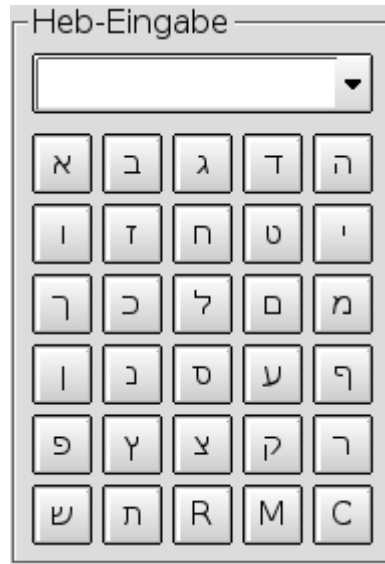 Heb-Eingabe
א ב ג ד ה
ו ז ח ט י
ך כ ל ם מ
ן נ ס ע ף
פ ץ צ ק ר
ש ת R M C